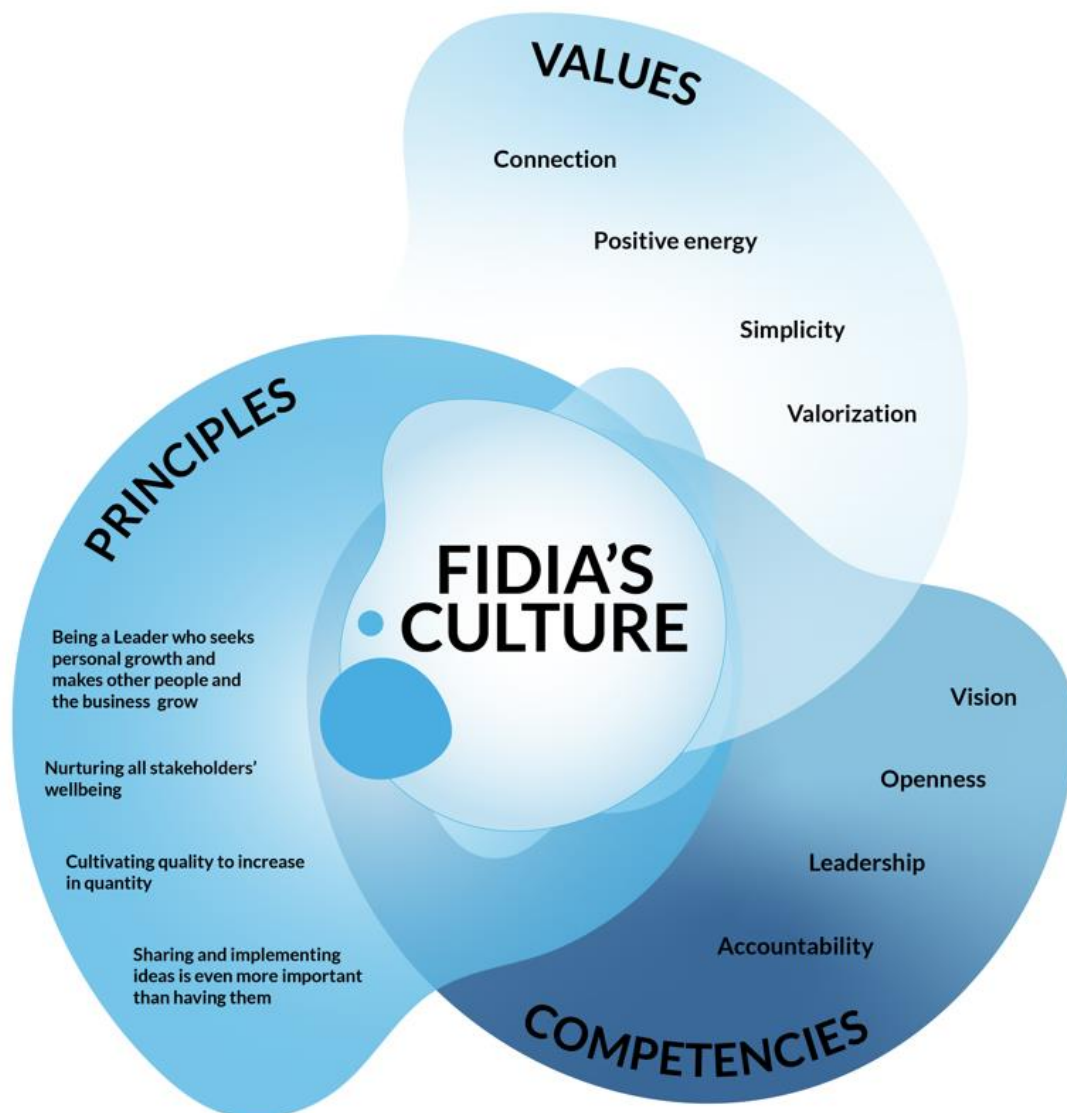 VALUES
Connection
Positive energy
Simplicity
Valorization
PRINCIPLES
FIDIA'S
CULTURE
Being a Leader who seeks
personal growth and
makes other people and
the business grow
Nurturing all stakeholders'
wellbeing
Cultivating quality to increase
in quantity
Sharing and implementing
ideas is even more important
than having them
Vision
Openness
Leadership
Accountability
COMPETENCIES